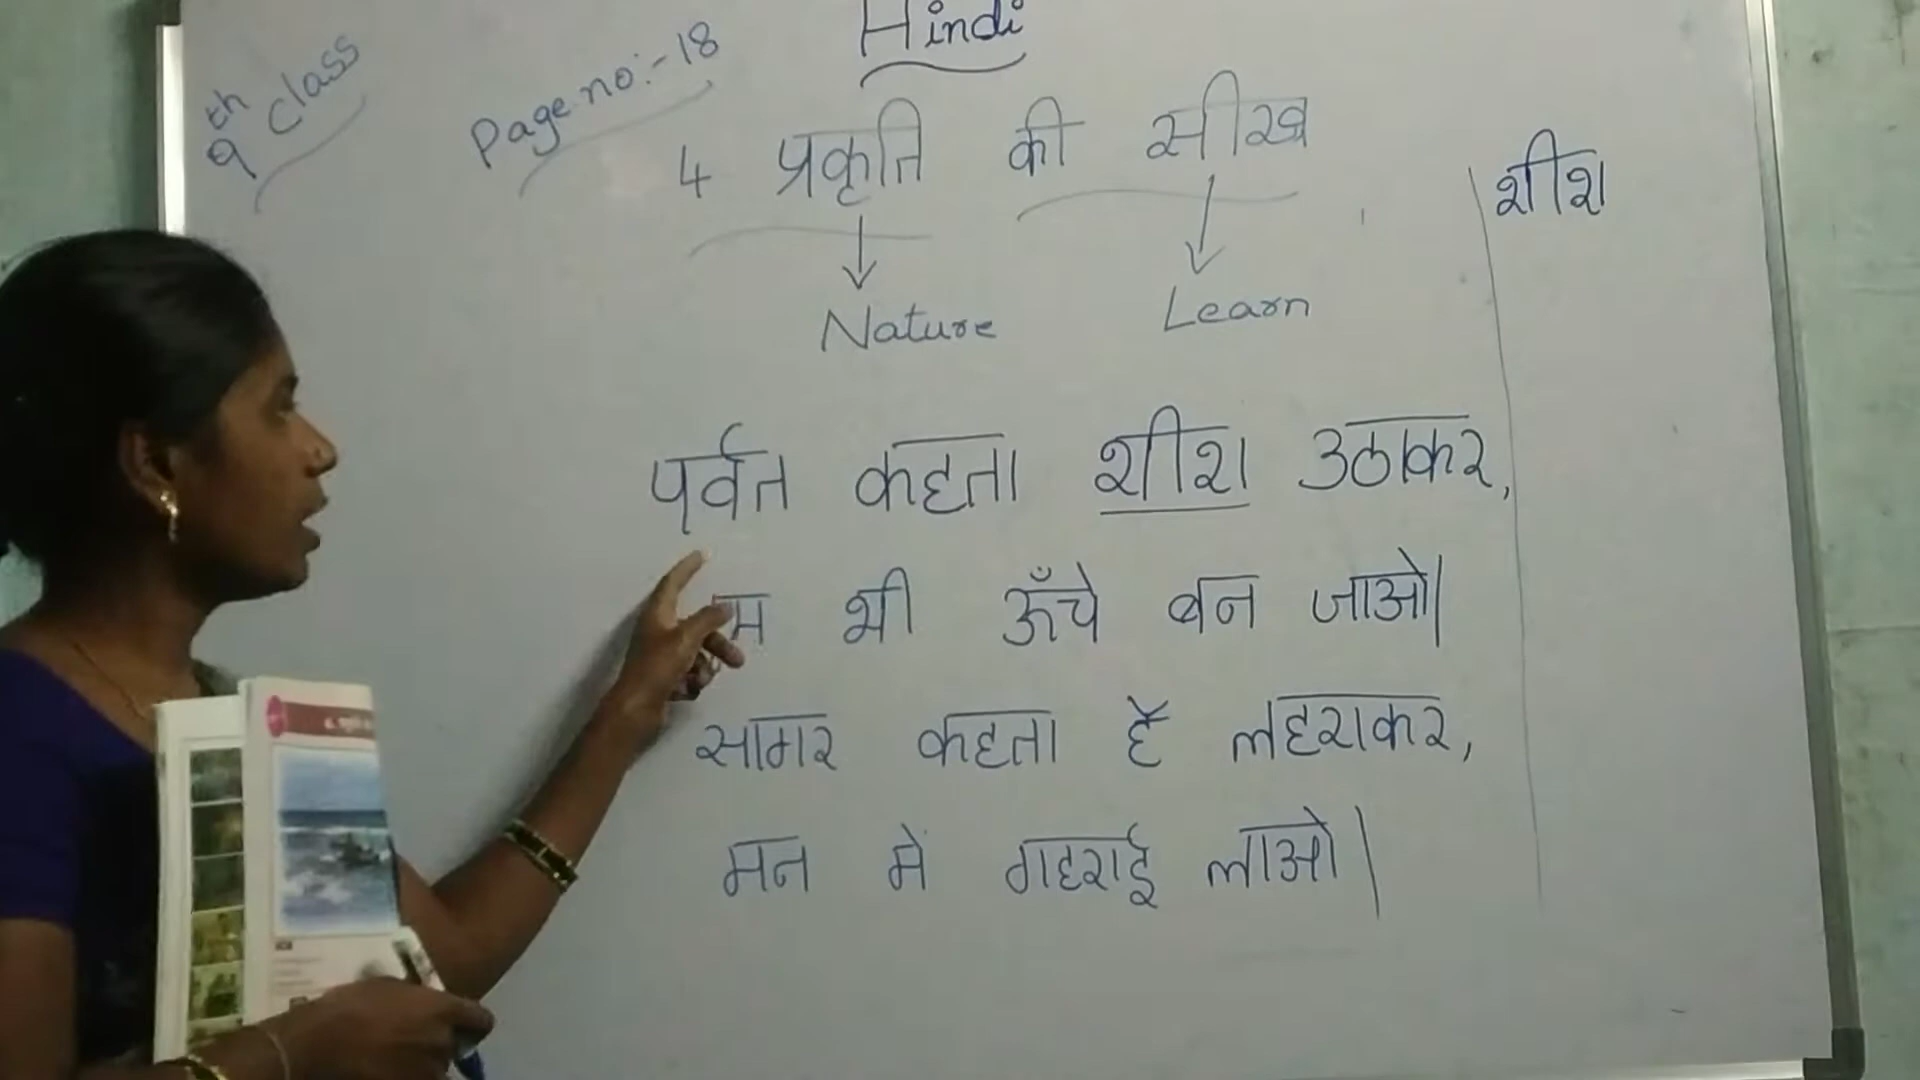 Hindi
9th class
Page no:- 18
4 प्रकृति की सीख
Nature
Learn
शीश
पर्वत कहता शीश उठाकर,
भी ऊँचे बन जाओ|
सागर कहता है लहराकर,
मन मे गहराई लाओ|